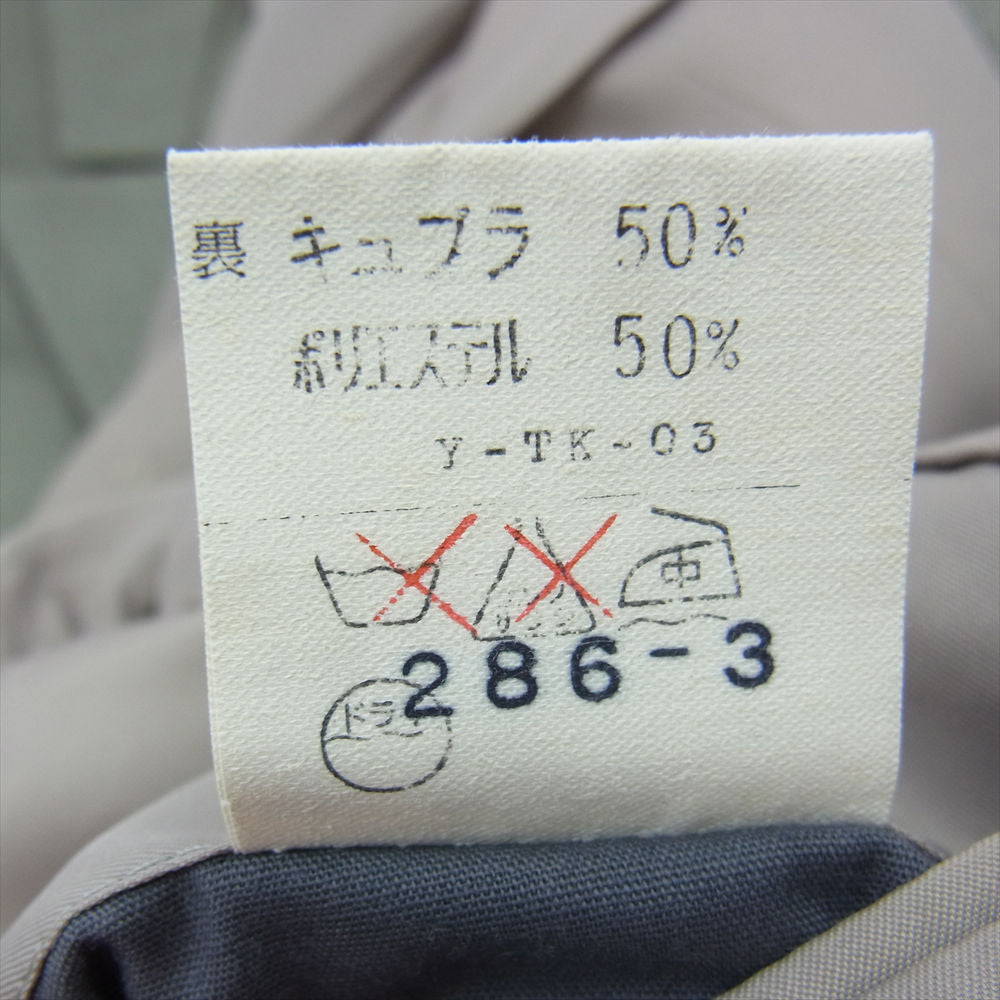 裏 キュプラ 50%
ポリエステル 50%
Y-TK-03
中
286-3
ドライ